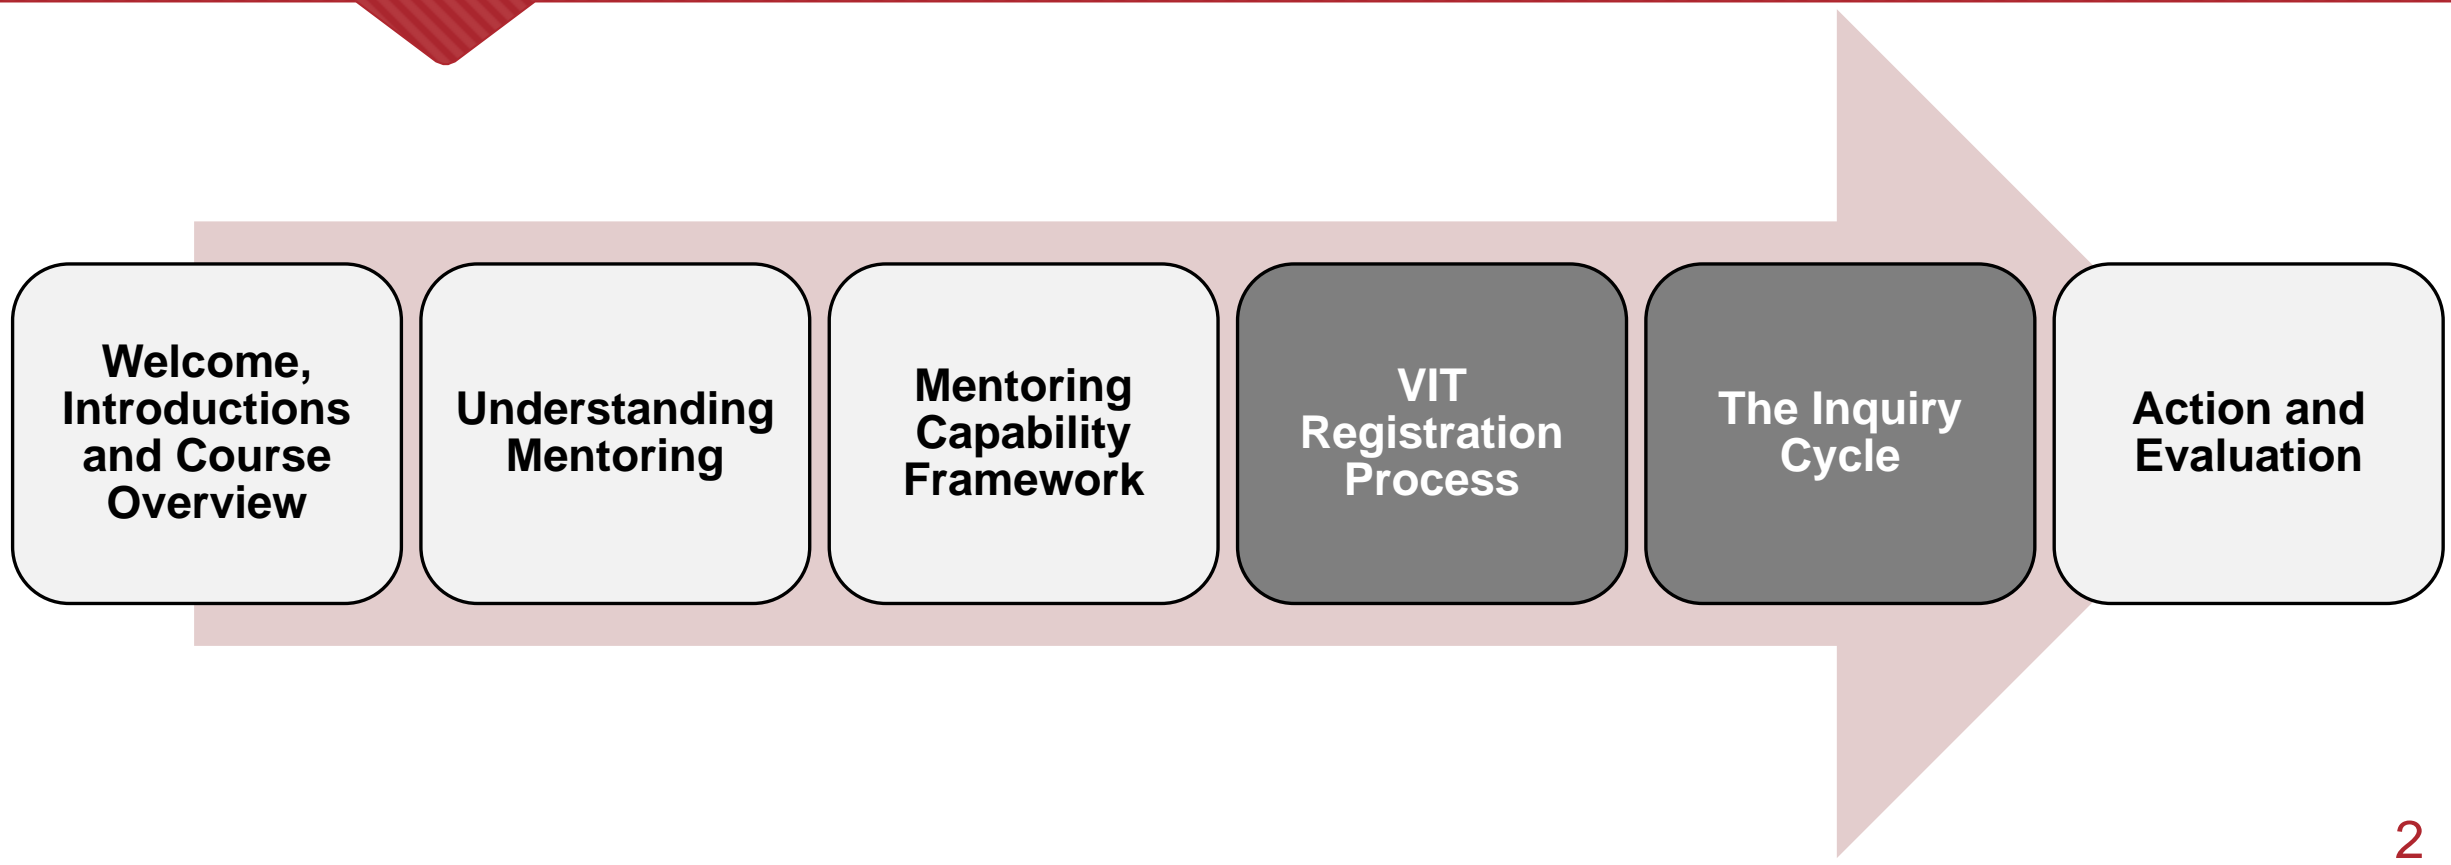 Welcome,
Introductions
and Course
Overview
Understanding
Mentoring
Mentoring
Capability
Framework
VIT
Registration
Process
The Inquiry
Cycle
Action and
Evaluation
2